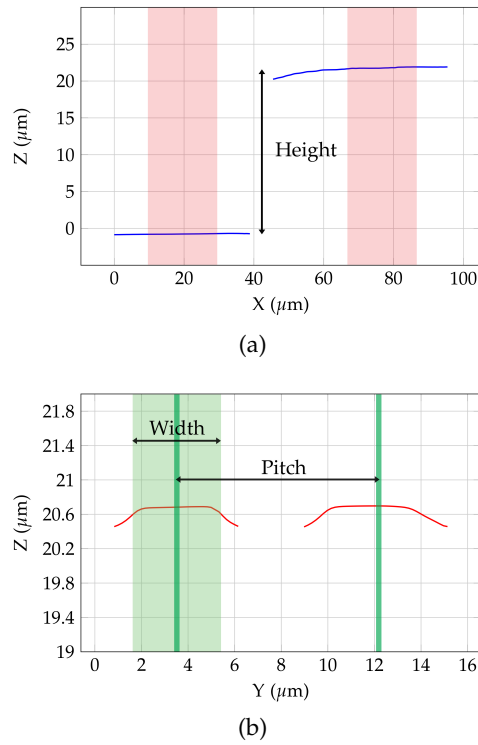 25
20
15
10
5
0
Z (μm)
Height
0 20 40 60 80 100
X (μm)
(a)
21.8
21.4
21
20.6
20.2
19.8
19.4
19
Z (μm)
Width
Pitch
0 2 4 6 8 10 12 14 16
Y (μm)
(b)